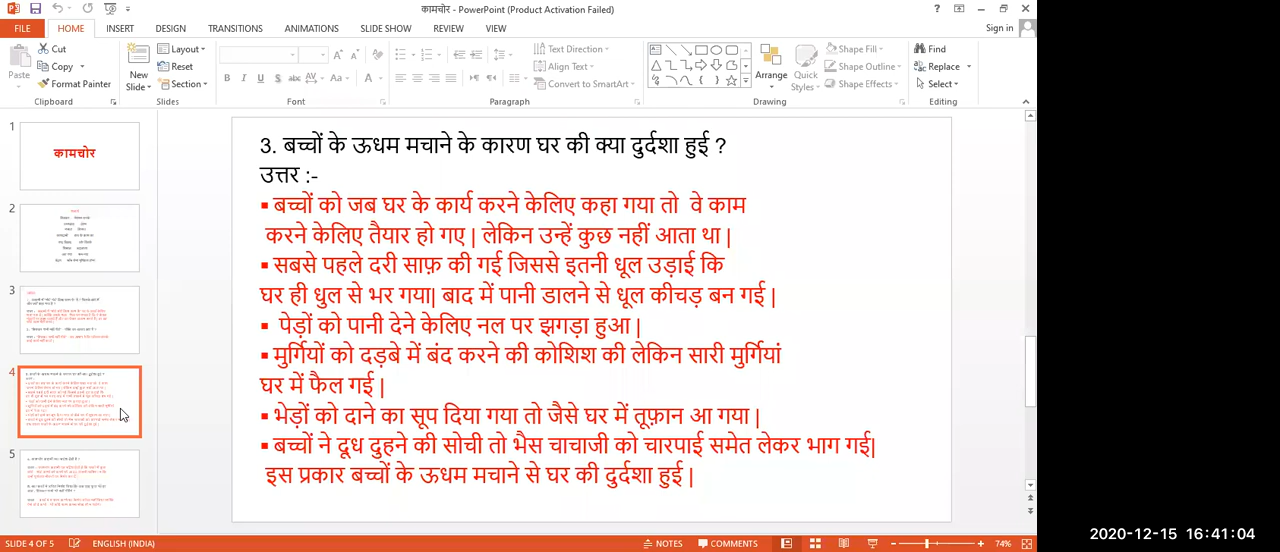 कामचोर - PowerPoint (Product Activation Failed)
FILE HOME INSERT DESIGN TRANSITIONS ANIMATIONS SLIDE SHOW REVIEW VIEW Sign in
Paste Cut Copy Format Painter
New Slide Layout Reset Section
Text Direction Align Text Convert to SmartArt
Arrange Quick Styles Shape Fill Shape Outline Shape Effects
Find Replace Select
Clipboard Slides Font Paragraph Drawing Editing
1
कामचोर
2
3
4
5
3. बच्चों के ऊधम मचाने के कारण घर की क्या दुर्दशा हुई ?
उत्तर :-
▪ बच्चों को जब घर के कार्य करने केलिए कहा गया तो वे काम
करने केलिए तैयार हो गए | लेकिन उन्हें कुछ नहीं आता था |
▪ सबसे पहले दरी साफ़ की गई जिससे इतनी धूल उड़ाई कि
घर ही धुल से भर गया| बाद में पानी डालने से धूल कीचड़ बन गई |
▪ पेड़ों को पानी देने केलिए नल पर झगड़ा हुआ |
▪ मुर्गियों को दड़बे में बंद करने की कोशिश की लेकिन सारी मुर्गियां
घर में फैल गई |
▪ भेड़ों को दाने का सूप दिया गया तो जैसे घर में तूफ़ान आ गया |
▪ बच्चों ने दूध दुहने की सोची तो भैस चाचाजी को चारपाई समेत लेकर भाग गई|
इस प्रकार बच्चों के ऊधम मचाने से घर की दुर्दशा हुई |
SLIDE 4 OF 5 ENGLISH (INDIA) NOTES COMMENTS 74%
2020-12-15 16:41:04